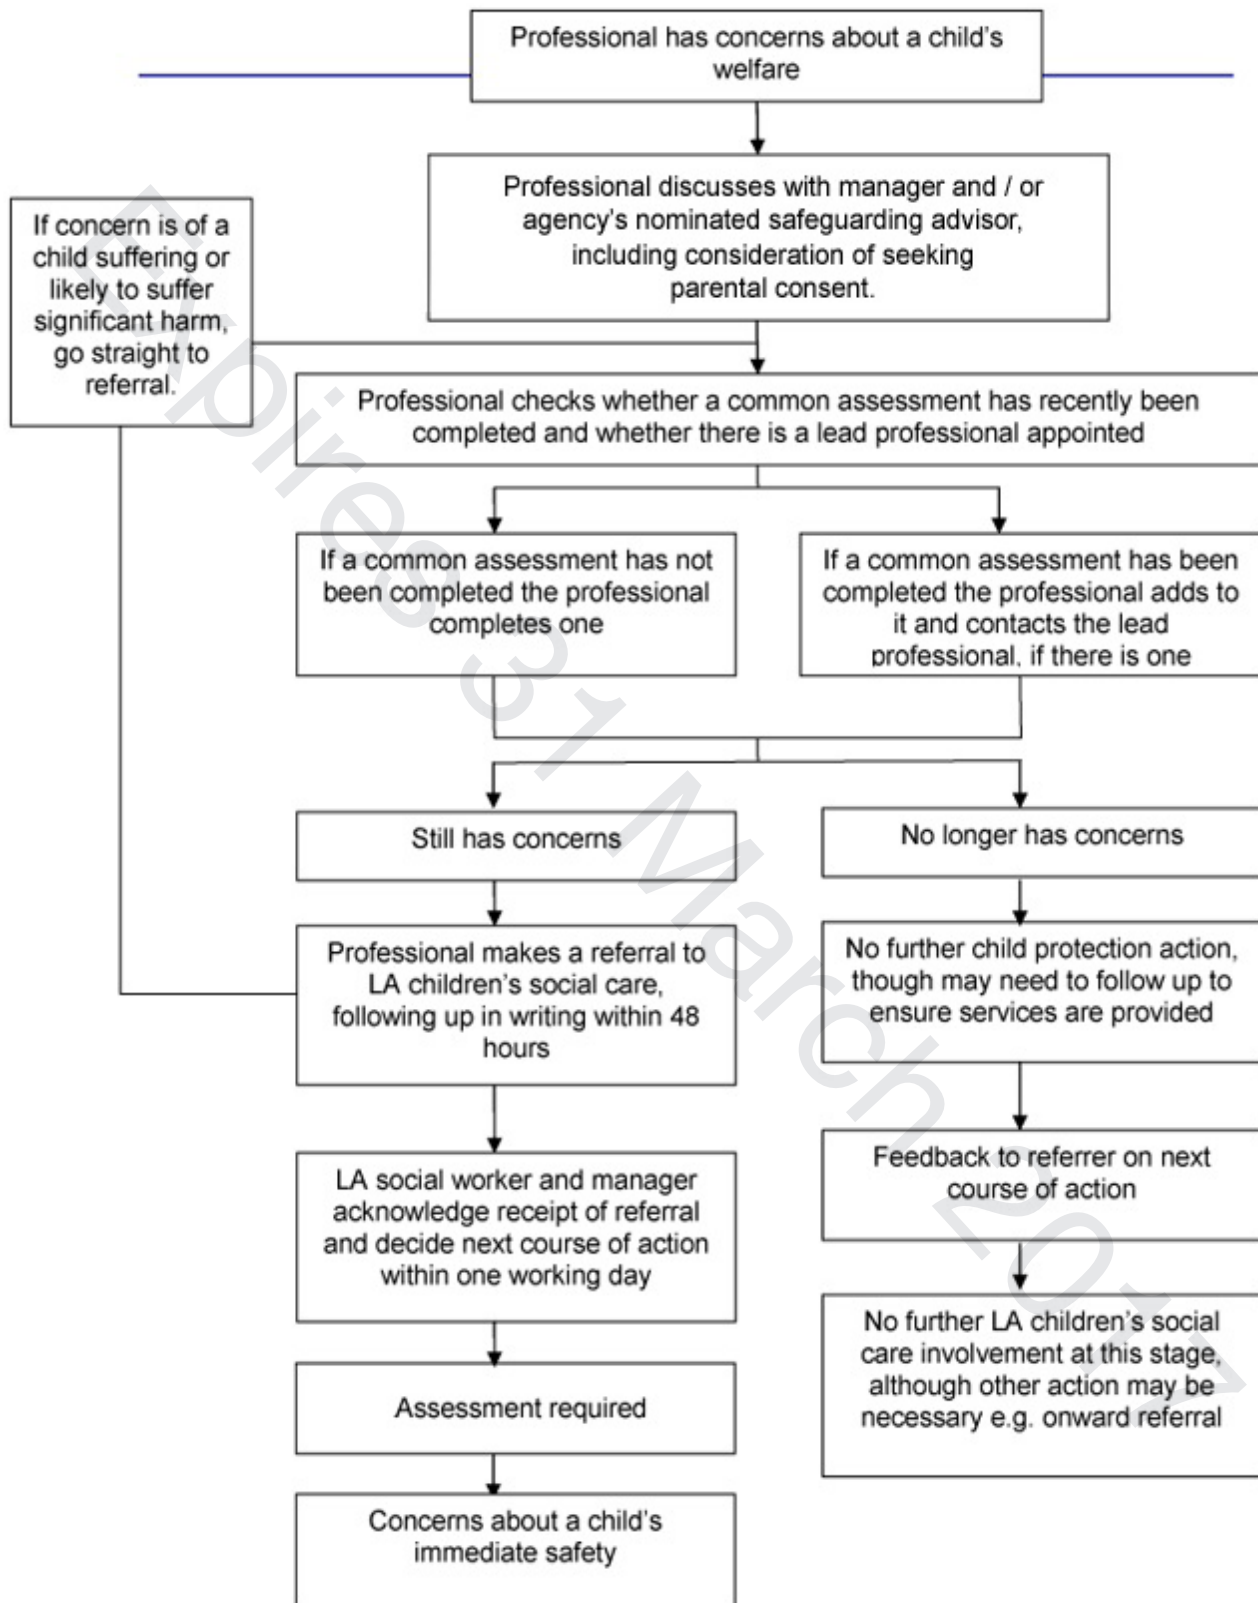 Professional has concerns about a child's
welfare
Professional discusses with manager and / or
agency's nominated safeguarding advisor,
including consideration of seeking
parental consent.
If concern is of a
child suffering or
likely to suffer
significant harm,
go straight to
referral.
Professional checks whether a common assessment has recently been
completed and whether there is a lead professional appointed
If a common assessment has not
been completed the professional
completes one
If a common assessment has been
completed the professional adds to
it and contacts the lead
professional, if there is one
Still has concerns
No longer has concerns
Professional makes a referral to
LA children's social care,
following up in writing within 48
hours
No further child protection action,
though may need to follow up to
ensure services are provided
LA social worker and manager
acknowledge receipt of referral
and decide next course of action
within one working day
Feedback to referrer on next
course of action
Assessment required
No further LA children's social
care involvement at this stage,
although other action may be
necessary e.g. onward referral
Concerns about a child's
immediate safety
Expires 31 March 2017